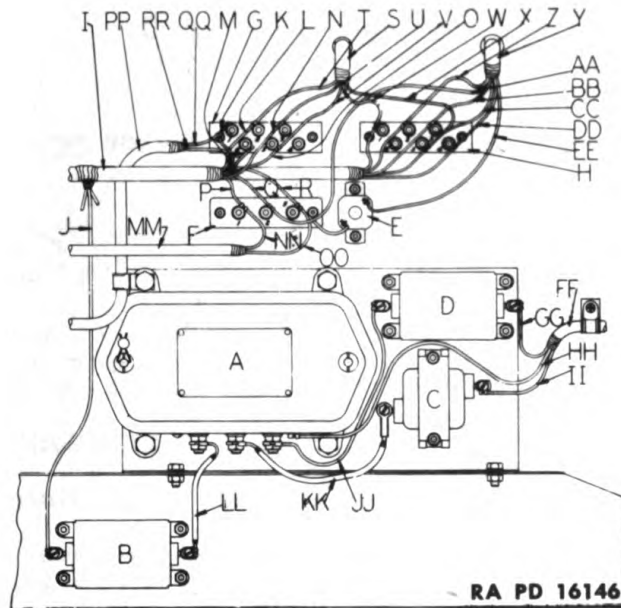 I PP RR QQ M G K L N T S U V O W X Z Y
AA
BB
CC
DD
EE
H
P Q R
J MM F NN E
OO
D FF
GG
HH
A C II
LL KK JJ
B
RA PD 16146